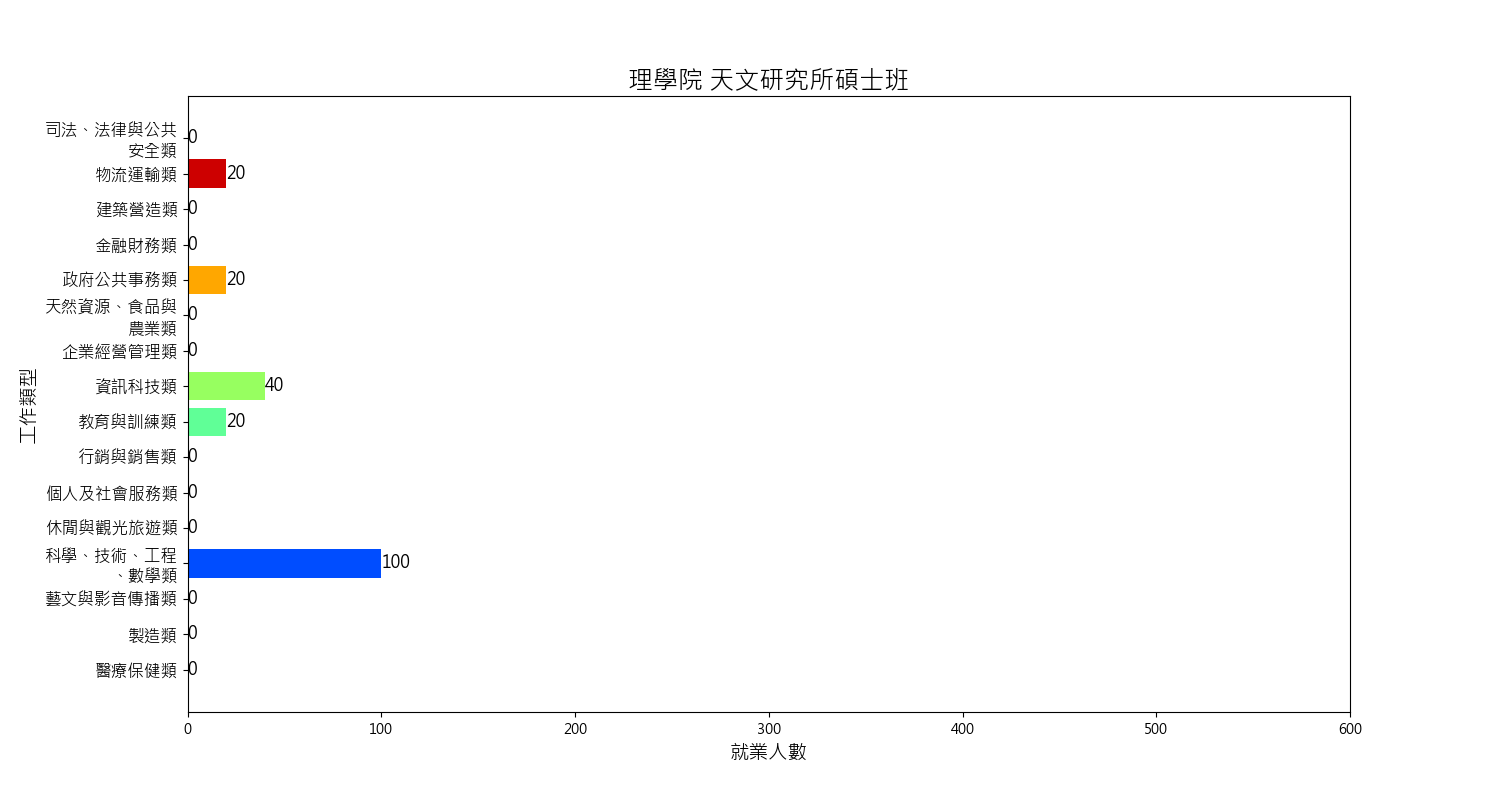 理學院 天文研究所碩士班
司法、法律與公共
安全類
0
物流運輸類
20
建築營造類
0
金融財務類
0
政府公共事務類
20
天然資源、食品與
農業類
0
企業經營管理類
0
資訊科技類
40
教育與訓練類
20
行銷與銷售類
0
個人及社會服務類
0
休閒與觀光旅遊類
0
科學、技術、工程
、數學類
100
藝文與影音傳播類
0
製造類
0
醫療保健類
0
工作類型
0 100 200 300 400 500 600
就業人數